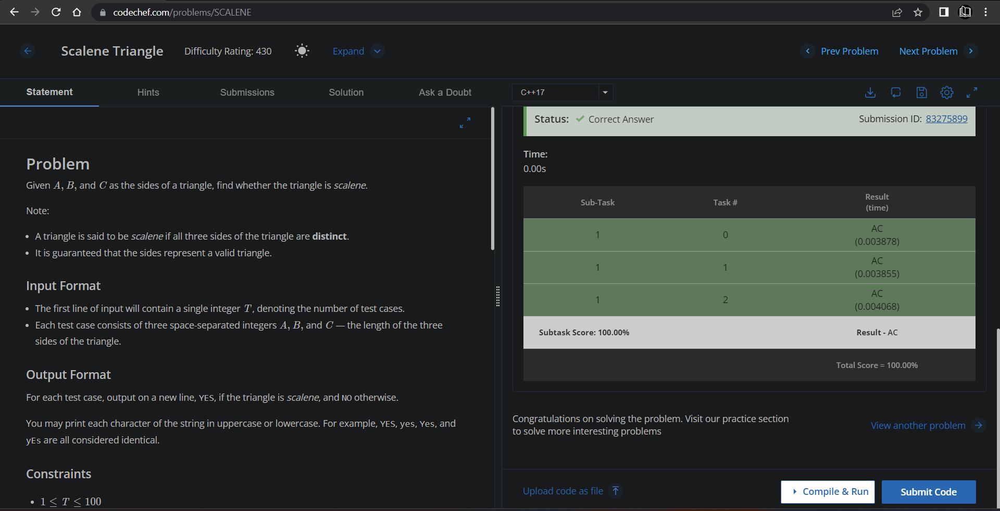 codechef.com/problems/SCALENE
Scalene Triangle
Difficulty Rating: 430
Expand
Prev Problem
Next Problem
Statement
Hints
Submissions
Solution
Ask a Doubt
C++17
Problem
Given A, B, and C as the sides of a triangle, find whether the triangle is scalene.
Note:
• A triangle is said to be scalene if all three sides of the triangle are distinct.
• It is guaranteed that the sides represent a valid triangle.
Input Format
• The first line of input will contain a single integer T, denoting the number of test cases.
• Each test case consists of three space-separated integers A, B, and C — the length of the three
sides of the triangle.
Output Format
For each test case, output on a new line, YES, if the triangle is scalene, and NO otherwise.
You may print each character of the string in uppercase or lowercase. For example, YES, yes, Yes, and
yEs are all considered identical.
Constraints
• 1 ≤ T ≤ 100
Status: ✔ Correct Answer
Submission ID: 83275899
Time:
0.00s
Sub-Task Task # Result
(time)
1 0 AC
(0.003878)
1 1 AC
(0.003855)
1 2 AC
(0.004068)
Subtask Score: 100.00% Result - AC
Total Score = 100.00%
Congratulations on solving the problem. Visit our practice section
to solve more interesting problems
View another problem
Upload code as file
Compile & Run
Submit Code